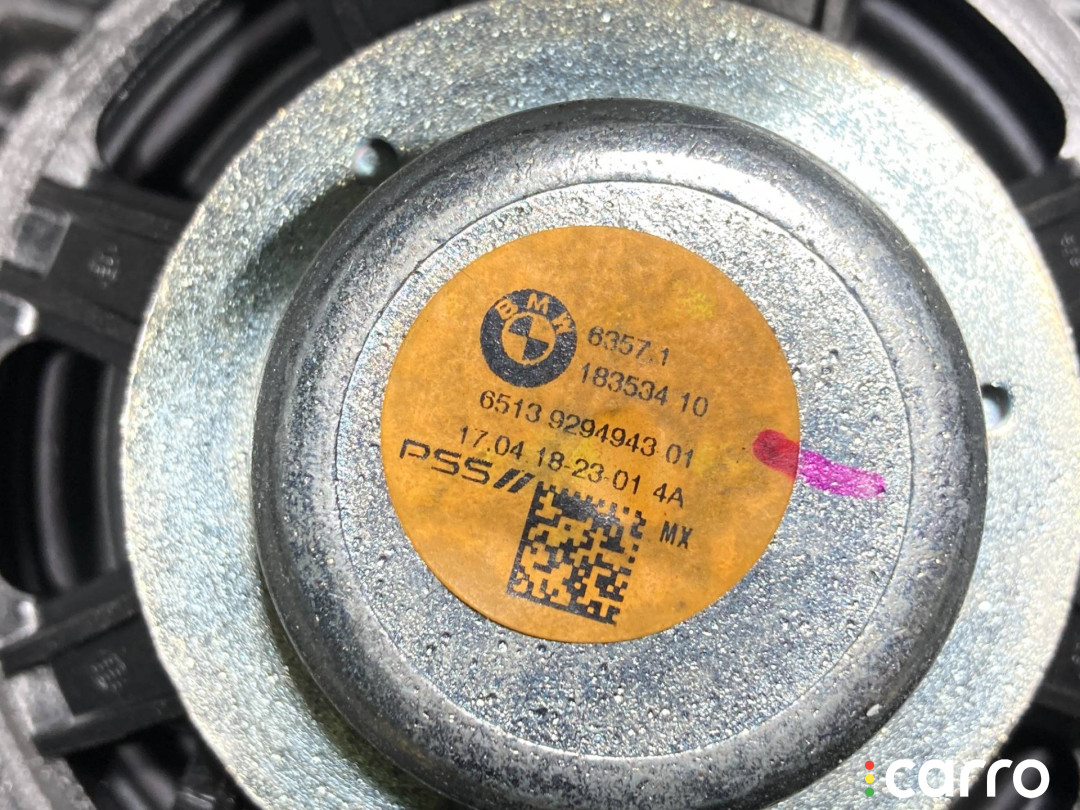 BMW
6357.1
183534 10
6513 9294943 01
17.04 18-23-01 4A
PSS//
MX
carro